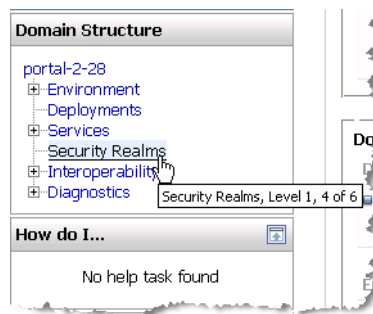 Domain Structure
portal-2-28
Environment
Deployments
Services
Security Realms
Interoperability
Diagnostics
Security Realms, Level 1, 4 of 6
How do I...
No help task found